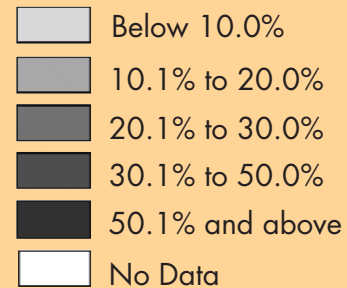 Below 10.0%
10.1% to 20.0%
20.1% to 30.0%
30.1% to 50.0%
50.1% and above
No Data